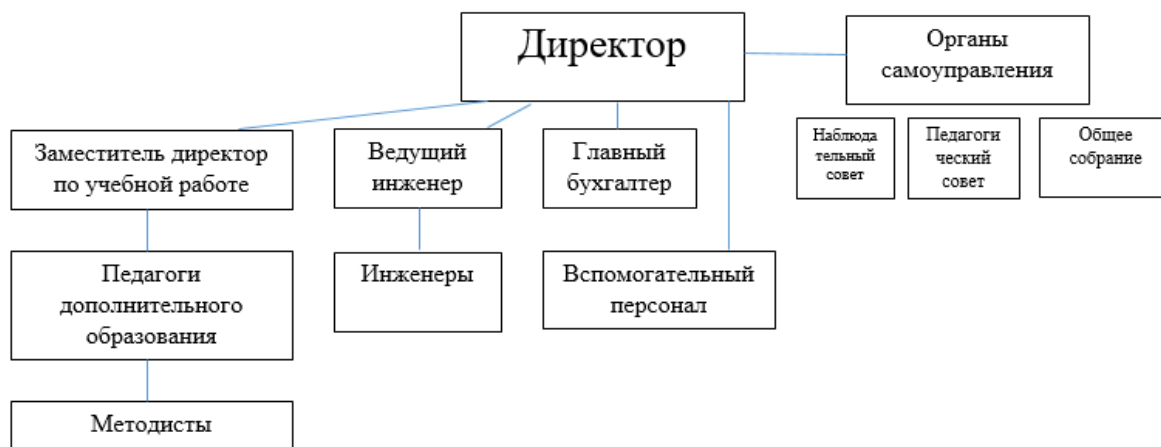 Директор
Органы
самоуправления
Заместитель директор
по учебной работе
Ведущий
инженер
Главный
бухгалтер
Наблюда
тельный
совет
Педагоги
ческий
совет
Общее
собрание
Педагоги
дополнительного
образования
Инженеры
Вспомогательный
персонал
Методисты